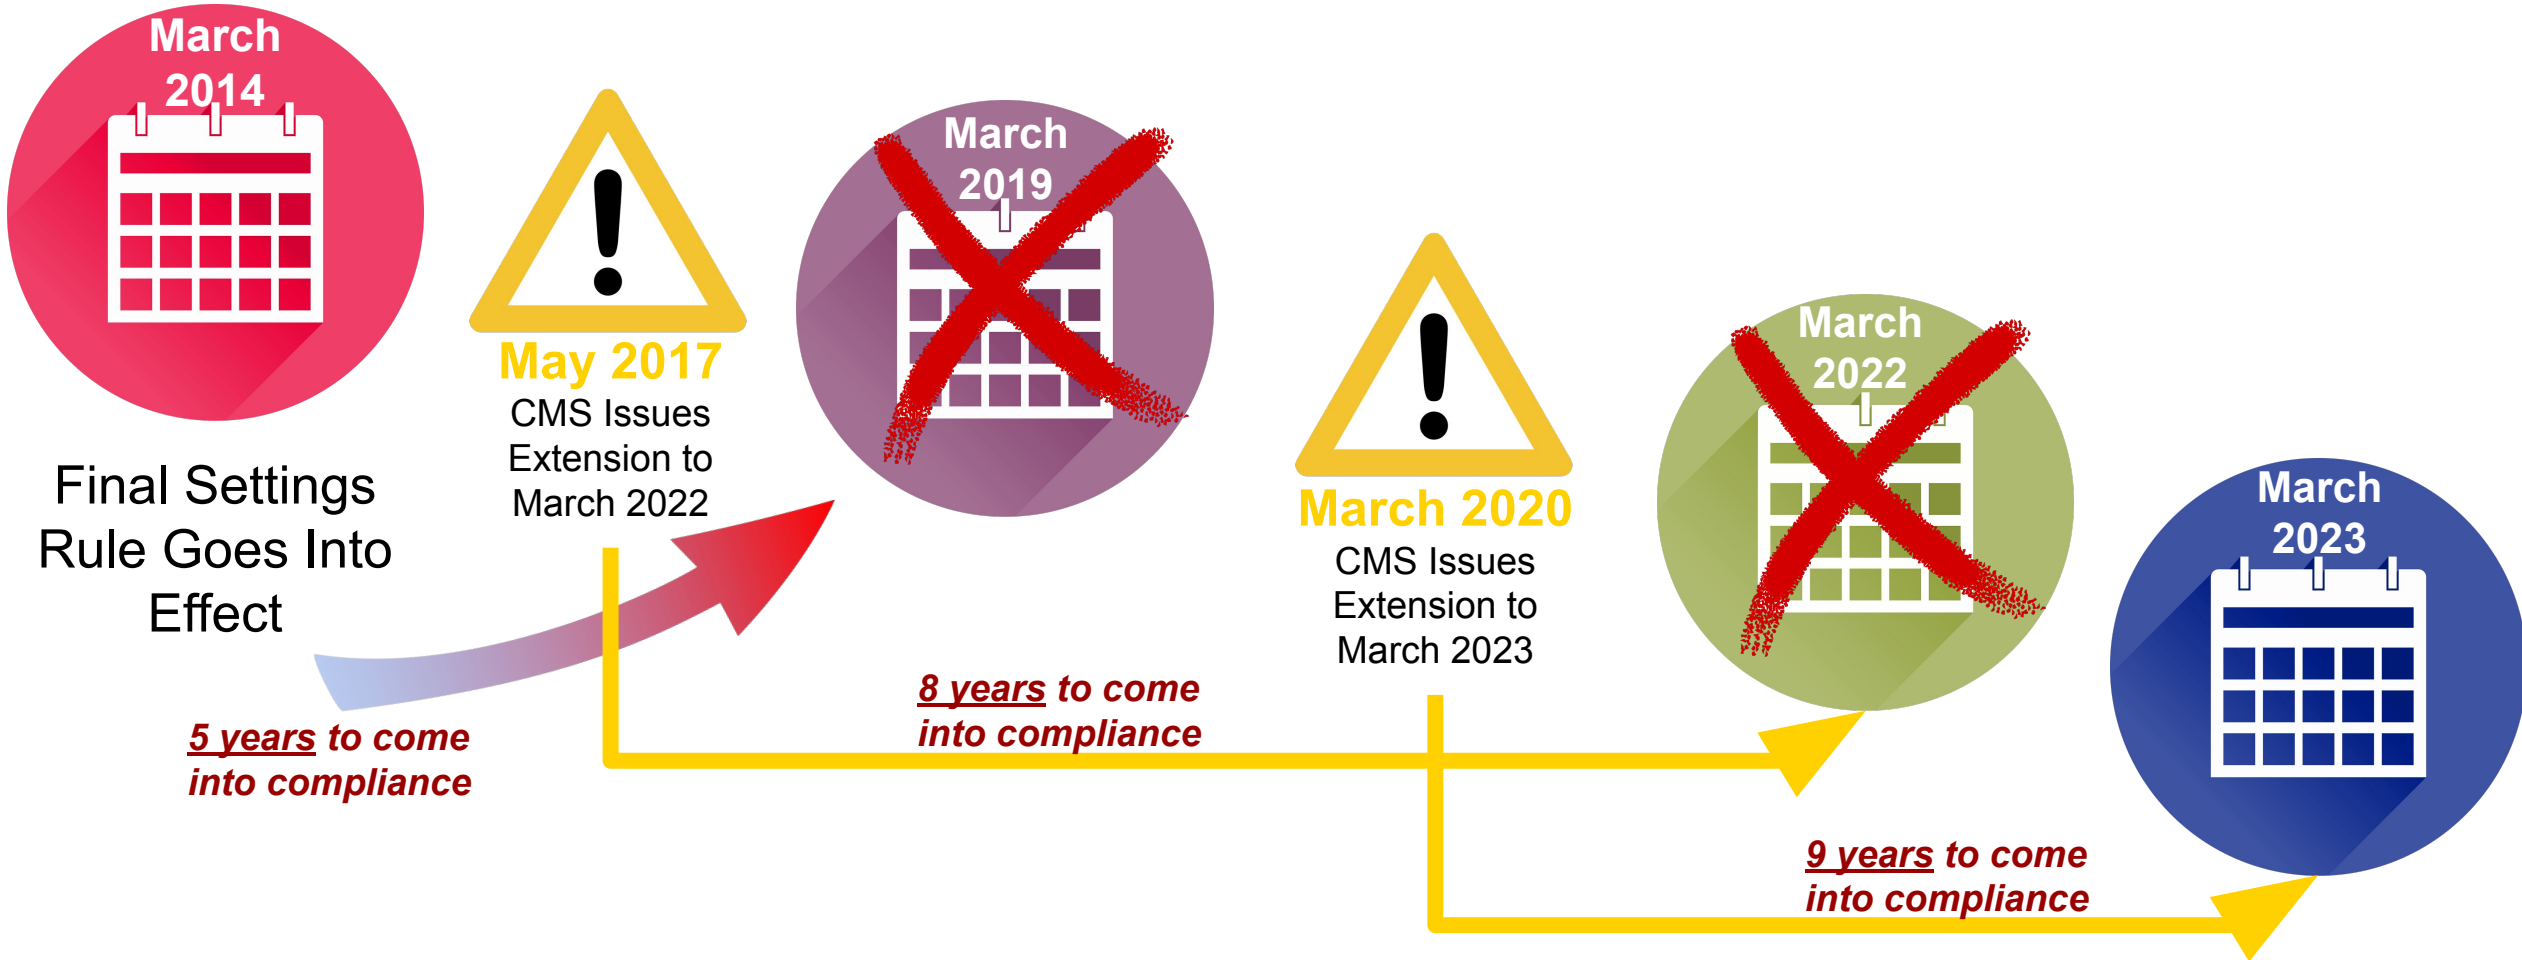 March
2014
Final Settings
Rule Goes Into
Effect
5 years to come
into compliance
May 2017
CMS Issues
Extension to
March 2022
March
2019
8 years to come
into compliance
March 2020
CMS Issues
Extension to
March 2023
March
2022
9 years to come
into compliance
March
2023